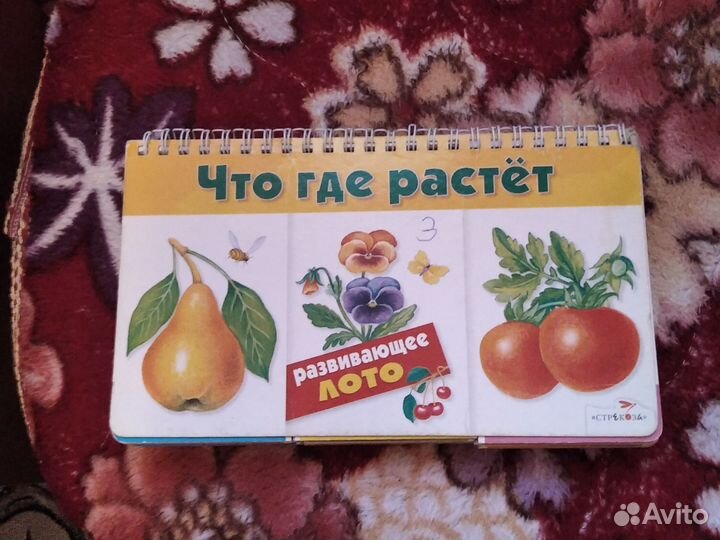 Что где растёт
3
развивающее
ЛОТО
«СТРЕКОЗА»
Avito